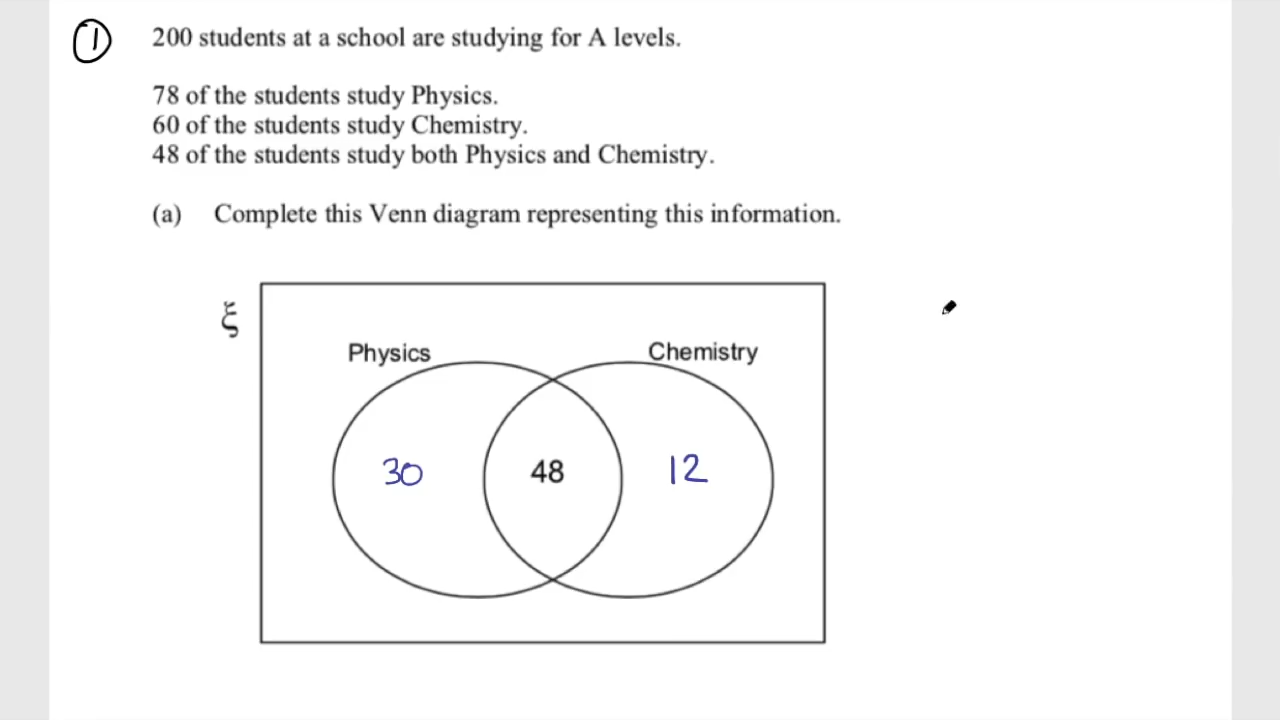 1 200 students at a school are studying for A levels.
78 of the students study Physics.
60 of the students study Chemistry.
48 of the students study both Physics and Chemistry.
(a) Complete this Venn diagram representing this information.
ξ
Physics Chemistry
30 48 12